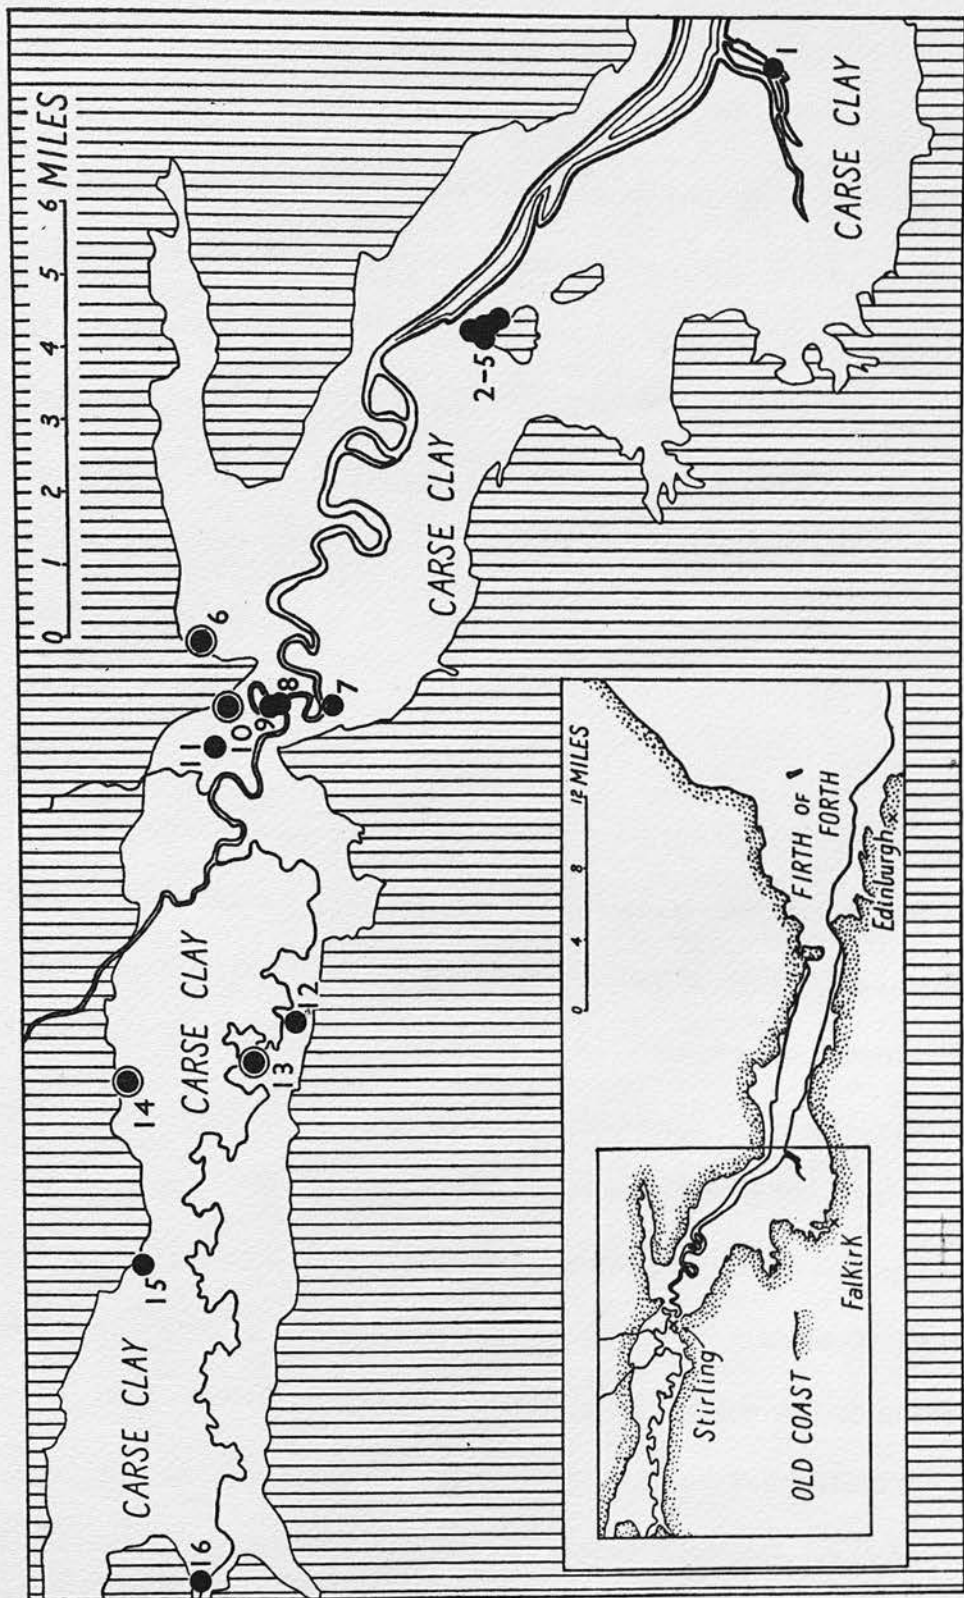 0 1 2 3 4 5 6 MILES
CARSE CLAY
CARSE CLAY
CARSE CLAY
CARSE CLAY
1
2-5
6
7
8
9
10
11
12
13
14
15
16
0 4 8 12 MILES
FIRTH OF
FORTH
Edinburgh
Stirling
Falkirk
OLD COAST